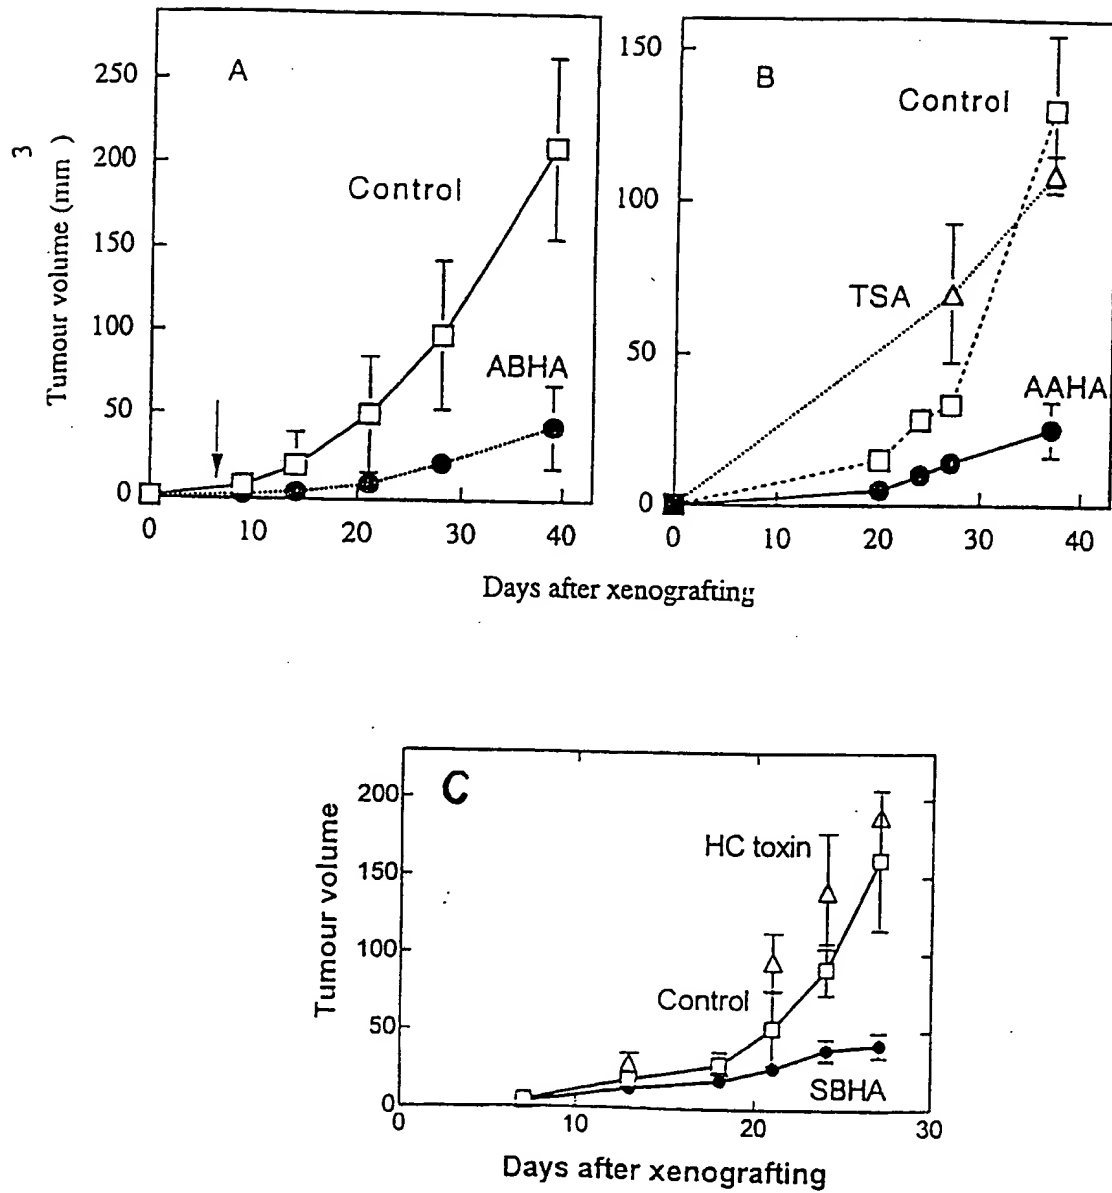 A
Control
ABHA
Tumour volume (mm 3)
250
200
150
100
50
0
0 10 20 30 40
B
Control
TSA
AAHA
150
100
50
0
0 10 20 30 40
Days after xenografting
C
HC toxin
Control
SBHA
Tumour volume
200
150
100
50
0
0 10 20 30
Days after xenografting